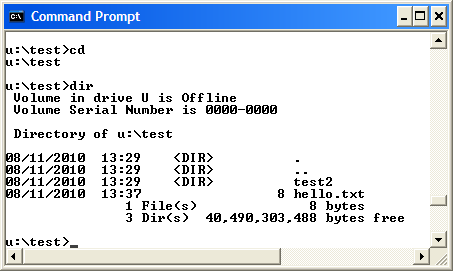 Command Prompt
u:\test>cd
u:\test
u:\test>dir
Volume in drive U is Offline
Volume Serial Number is 0000-0000
Directory of u:\test
08/11/2010  13:29    <DIR>          .
08/11/2010  13:29    <DIR>          ..
08/11/2010  13:29    <DIR>          test2
08/11/2010  13:37                 8 hello.txt
1 File(s)              8 bytes
3 Dir(s)  40,490,303,488 bytes free
u:\test>_